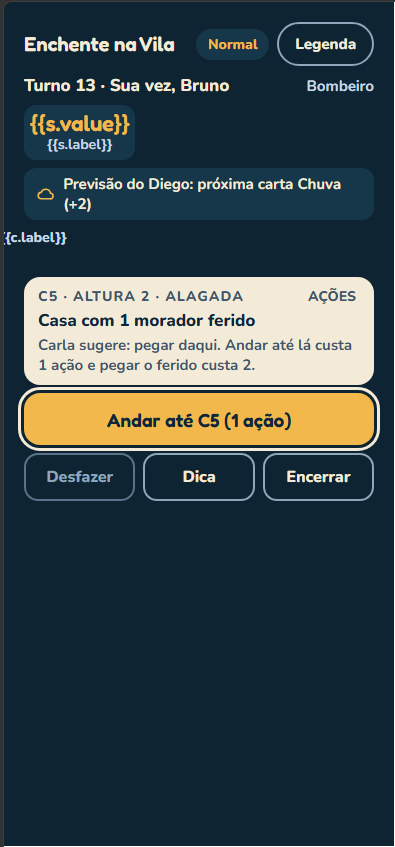 Enchente na Vila
Normal
Legenda
Turno 13 · Sua vez, Bruno
Bombeiro
{{s.value}}
{{s.label}}
Previsão do Diego: próxima carta Chuva
(+2)
{c.label}}
C5 · ALTURA 2 · ALAGADA
AÇÕES
Casa com 1 morador ferido
Carla sugere: pegar daqui. Andar até lá custa
1 ação e pegar o ferido custa 2.
Andar até C5 (1 ação)
Desfazer
Dica
Encerrar